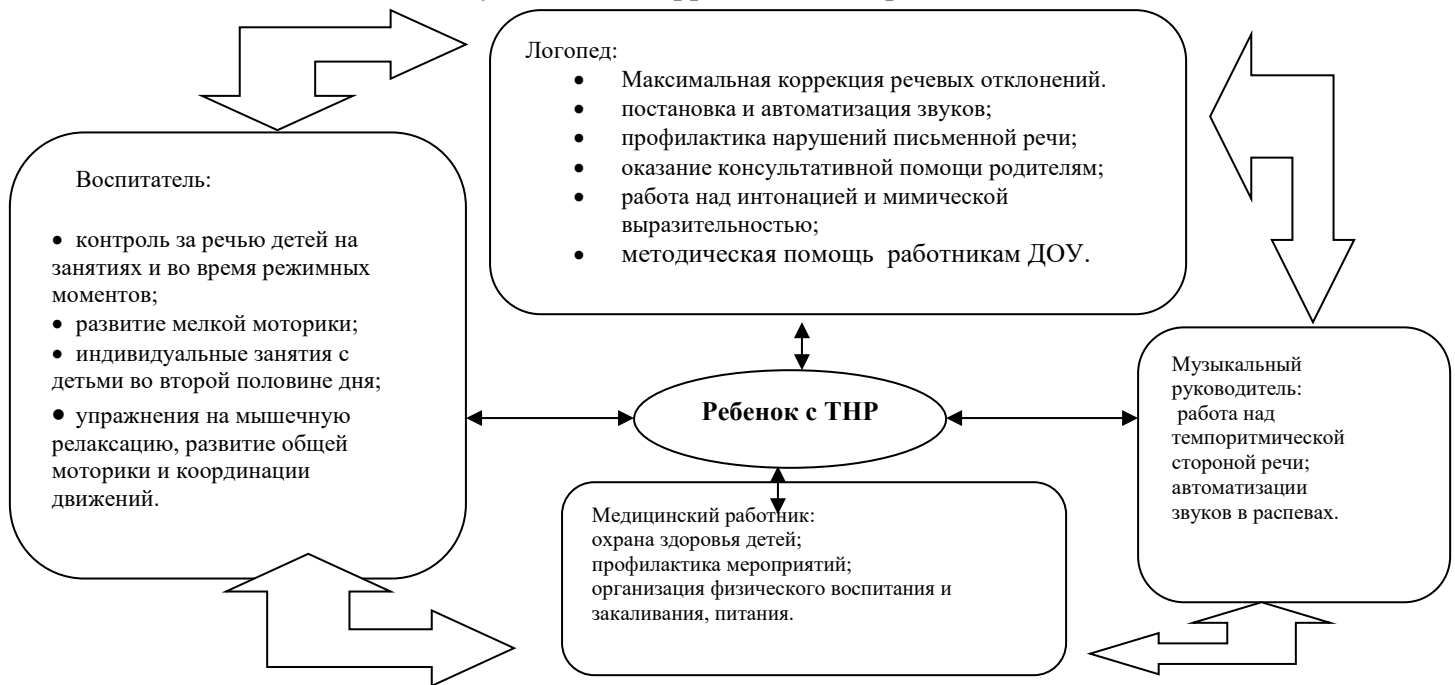 Логопед:
• Максимальная коррекция речевых отклонений.
• постановка и автоматизация звуков;
• профилактика нарушений письменной речи;
• оказание консультативной помощи родителям;
• работа над интонацией и мимической
выразительностью;
• методическая помощь работникам ДОУ.
Воспитатель:
• контроль за речью детей на
занятиях и во время режимных
моментов;
• развитие мелкой моторики;
• индивидуальные занятия с
детьми во второй половине дня;
• упражнения на мышечную
релаксацию, развитие общей
моторики и координации
движений.
Ребенок с ТНР
Музыкальный
руководитель:
работа над
темпоритмической
стороной речи;
автоматизации
звуков в распевах.
Медицинский работник:
охрана здоровья детей;
профилактика мероприятий;
организация физического воспитания и
закаливания, питания.